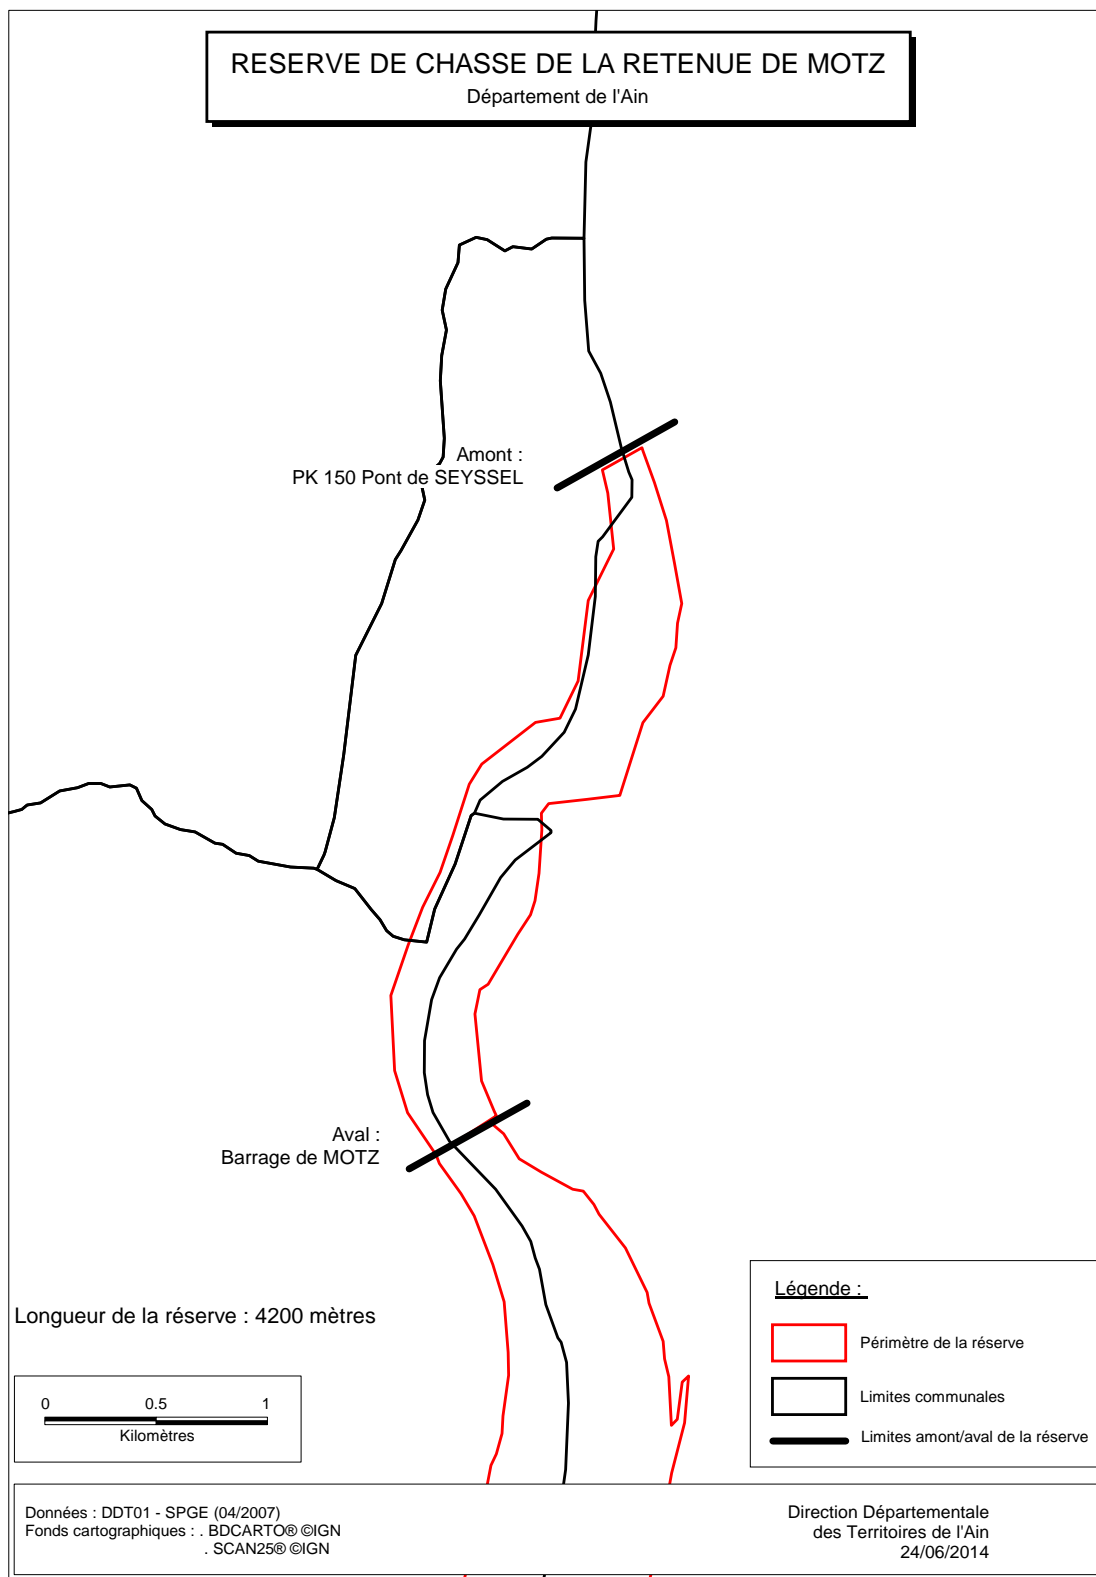 RESERVE DE CHASSE DE LA RETENUE DE MOTZ
Département de l'Ain
Amont :
PK 150 Pont de SEYSSEL
Aval :
Barrage de MOTZ
Longueur de la réserve : 4200 mètres
0 0.5 1
Kilomètres
Légende :
Périmètre de la réserve
Limites communales
Limites amont/aval de la réserve
Données : DDT01 - SPGE (04/2007)
Fonds cartographiques : . BDCARTO® ©IGN
. SCAN25® ©IGN
Direction Départementale
des Territoires de l'Ain
24/06/2014